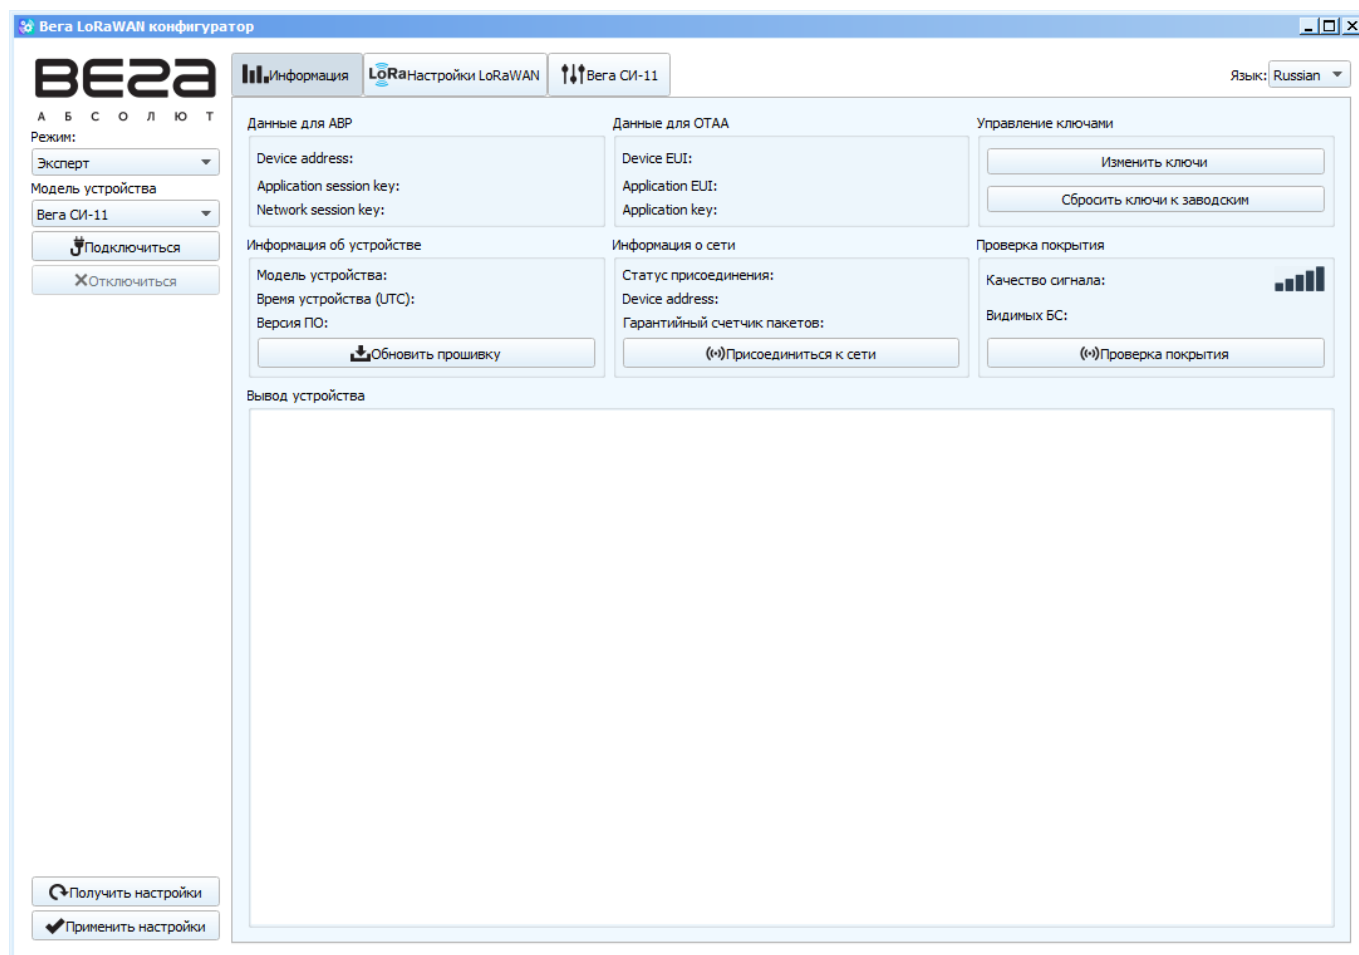 Вега LoRaWAN конфигуратор
ВЕГА
АБСОЛЮТ
Режим:
Эксперт
Модель устройства
Вега СИ-11
Подключиться
Отключиться
Получить настройки
Применить настройки
Информация
LoRa Настройки LoRaWAN
Вега СИ-11
Язык: Russian
Данные для ABP
Device address:
Application session key:
Network session key:
Данные для OTAA
Device EUI:
Application EUI:
Application key:
Управление ключами
Изменить ключи
Сбросить ключи к заводским
Информация об устройстве
Модель устройства:
Время устройства (UTC):
Версия ПО:
Обновить прошивку
Информация о сети
Статус присоединения:
Device address:
Гарантийный счетчик пакетов:
Присоединиться к сети
Проверка покрытия
Качество сигнала:
Видимых БС:
Проверка покрытия
Вывод устройства